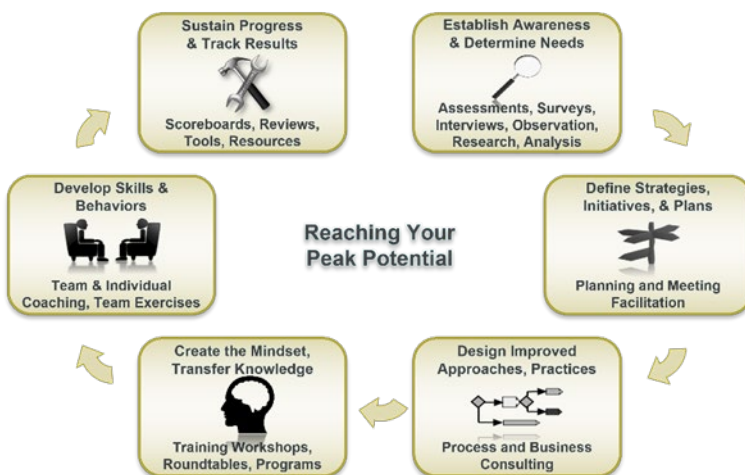 Sustain Progress
& Track Results
Scoreboards, Reviews,
Tools, Resources
Establish Awareness
& Determine Needs
Assessments, Surveys,
Interviews, Observation,
Research, Analysis
Develop Skills &
Behaviors
Team & Individual
Coaching, Team Exercises
Reaching Your
Peak Potential
Define Strategies,
Initiatives, & Plans
Planning and Meeting
Facilitation
Create the Mindset,
Transfer Knowledge
Training Workshops,
Roundtables, Programs
Design Improved
Approaches, Practices
Process and Business
Consulting